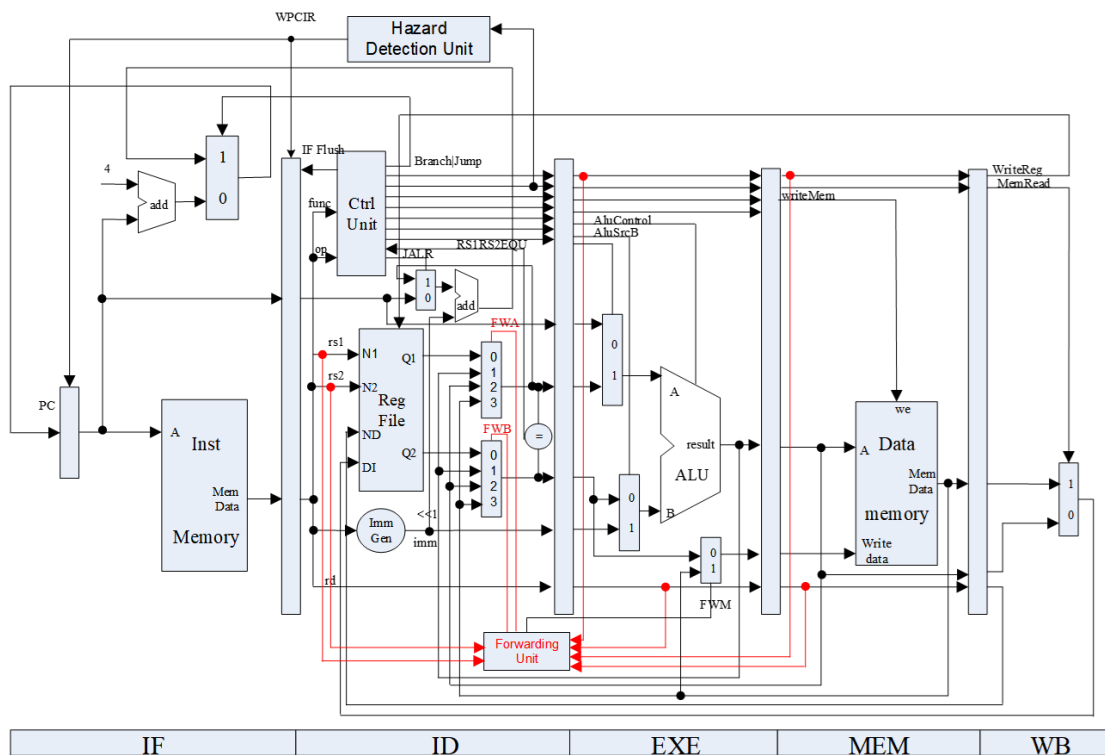 WPCIR
Hazard
Detection Unit
IF Flush
Branch|Jump
WriteReg
MemRead
1
4
0
add
func
Ctrl
Unit
op
writeMem
AluControl
AluSrcB
RS1RS2EQU
JALR
1
0
add
FWA
rs1
N1
Q1
0
1
2
3
rs2
N2
Reg
File
ND
DI
Q2
FWB
0
1
2
3
=
0
1
A
result
ALU
B
0
1
PC
A
Inst
Mem
Data
Memory
<<1
Imm
Gen
imm
rd
we
A
Data
Mem
Data
memory
Write
data
1
0
0
1
FWM
Forwarding
Unit
IF
ID
EXE
MEM
WB